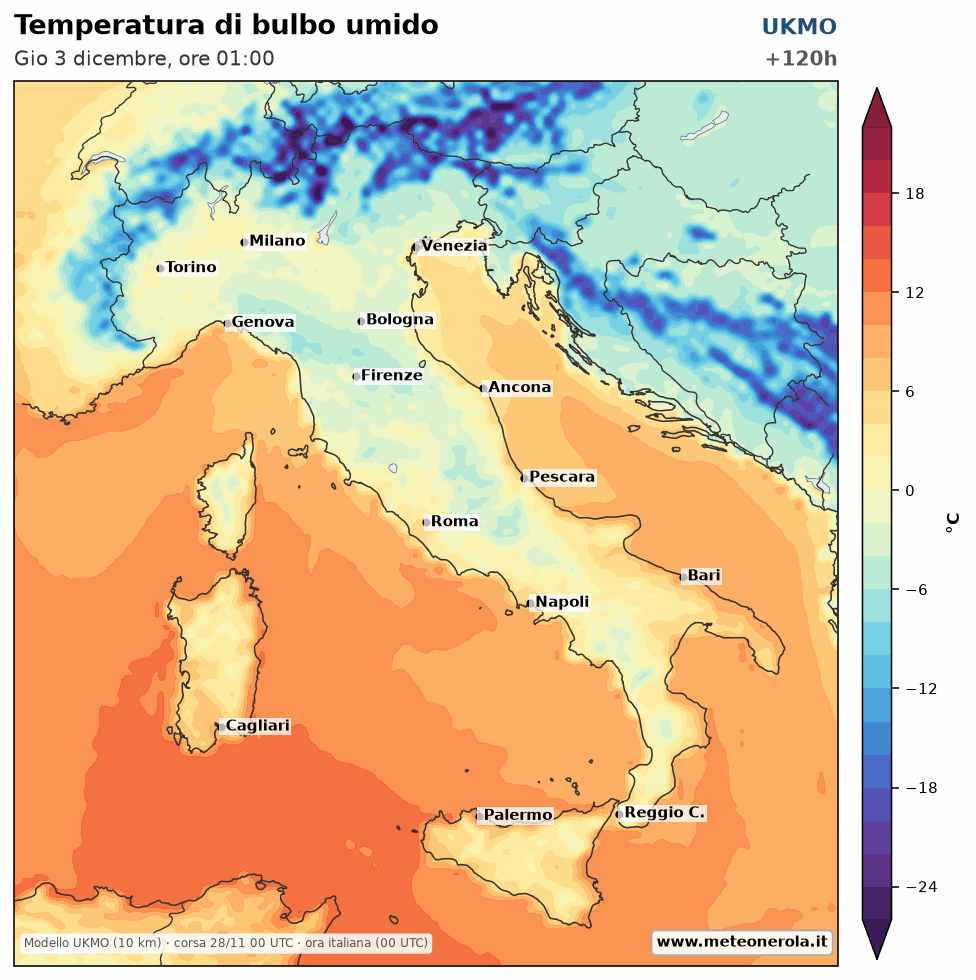 Temperatura di bulbo umido
UKMO
Gio 3 dicembre, ore 01:00
+120h
Milano
Venezia
Torino
Genova
Bologna
Firenze
Ancona
Pescara
Roma
Bari
Napoli
Cagliari
Palermo
Reggio C.
18
12
6
0
−6
−12
−18
−24
°C
Modello UKMO (10 km) · corsa 28/11 00 UTC · ora italiana (00 UTC)
www.meteonerola.it